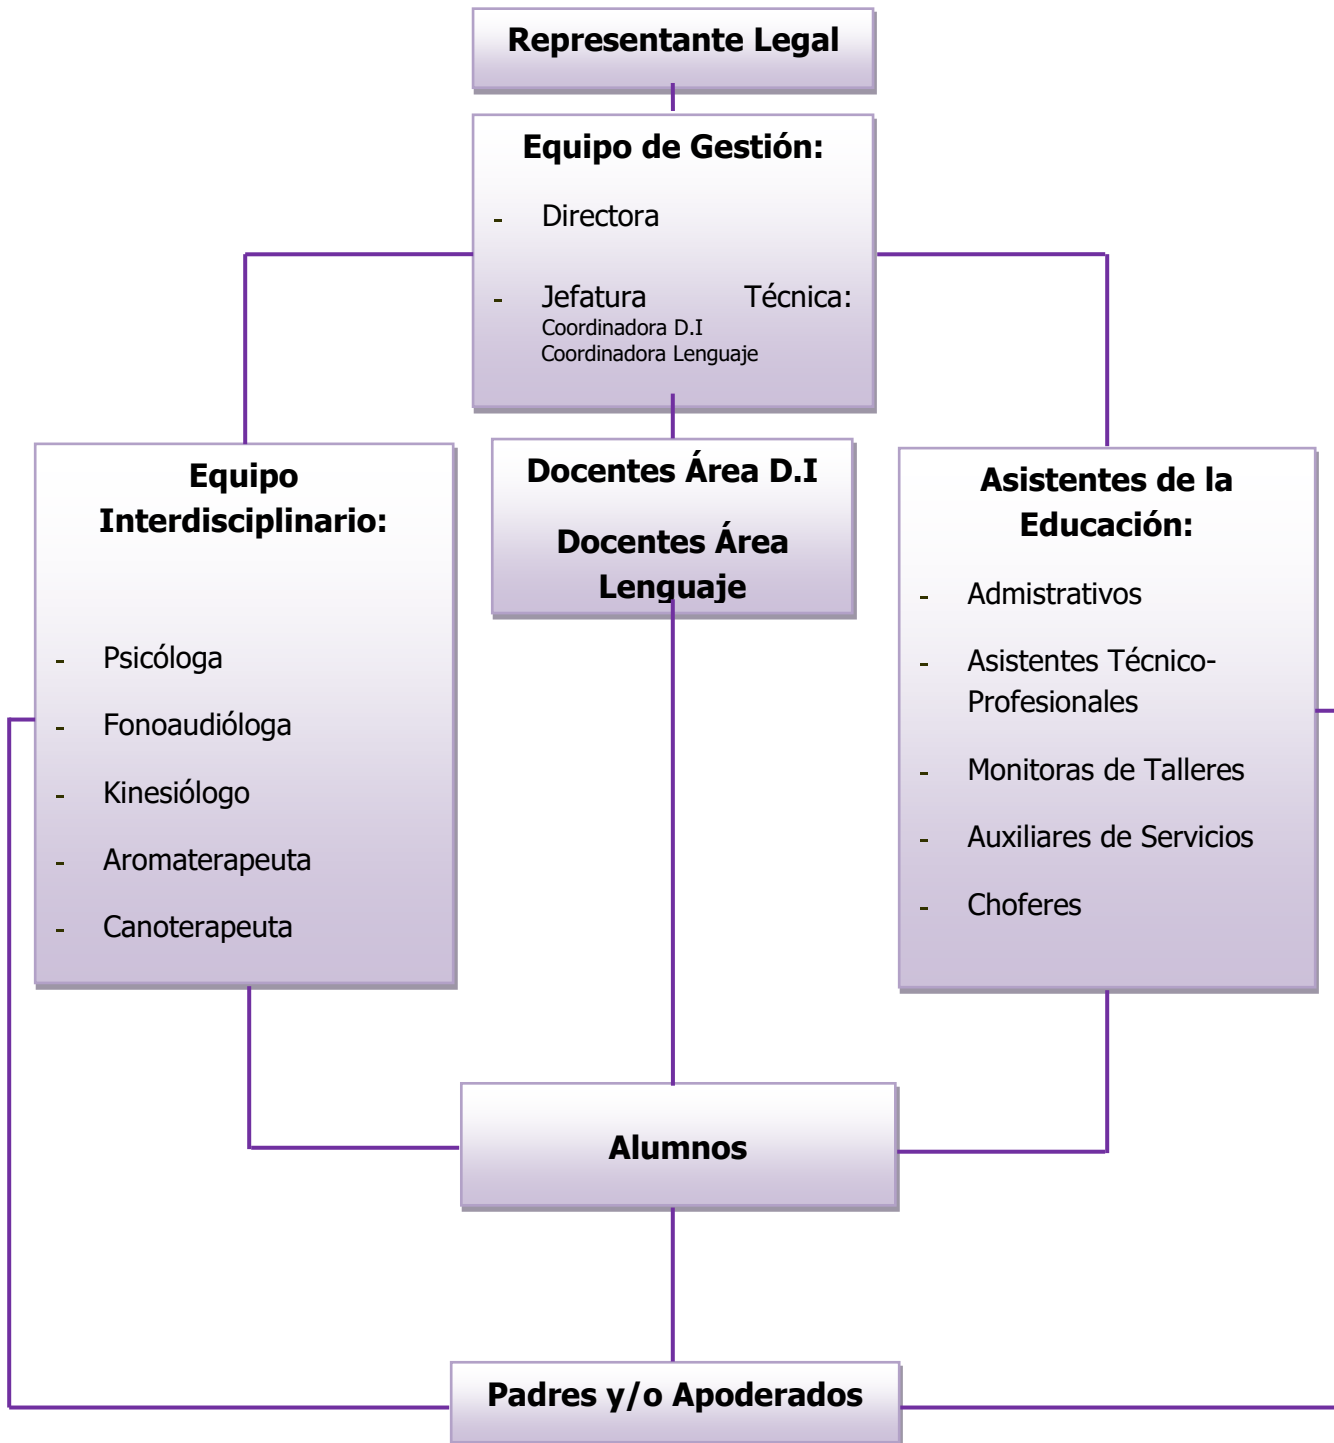 Representante Legal
Equipo de Gestión:
- Directora
- Jefatura Técnica:
Coordinadora D.I
Coordinadora Lenguaje
Equipo
Interdisciplinario:
- Psicóloga
- Fonoaudióloga
- Kinesiólogo
- Aromaterapeuta
- Canoterapeuta
Docentes Área D.I
Docentes Área
Lenguaje
Asistentes de la
Educación:
- Admistrativos
- Asistentes Técnico-
Profesionales
- Monitoras de Talleres
- Auxiliares de Servicios
- Choferes
Alumnos
Padres y/o Apoderados